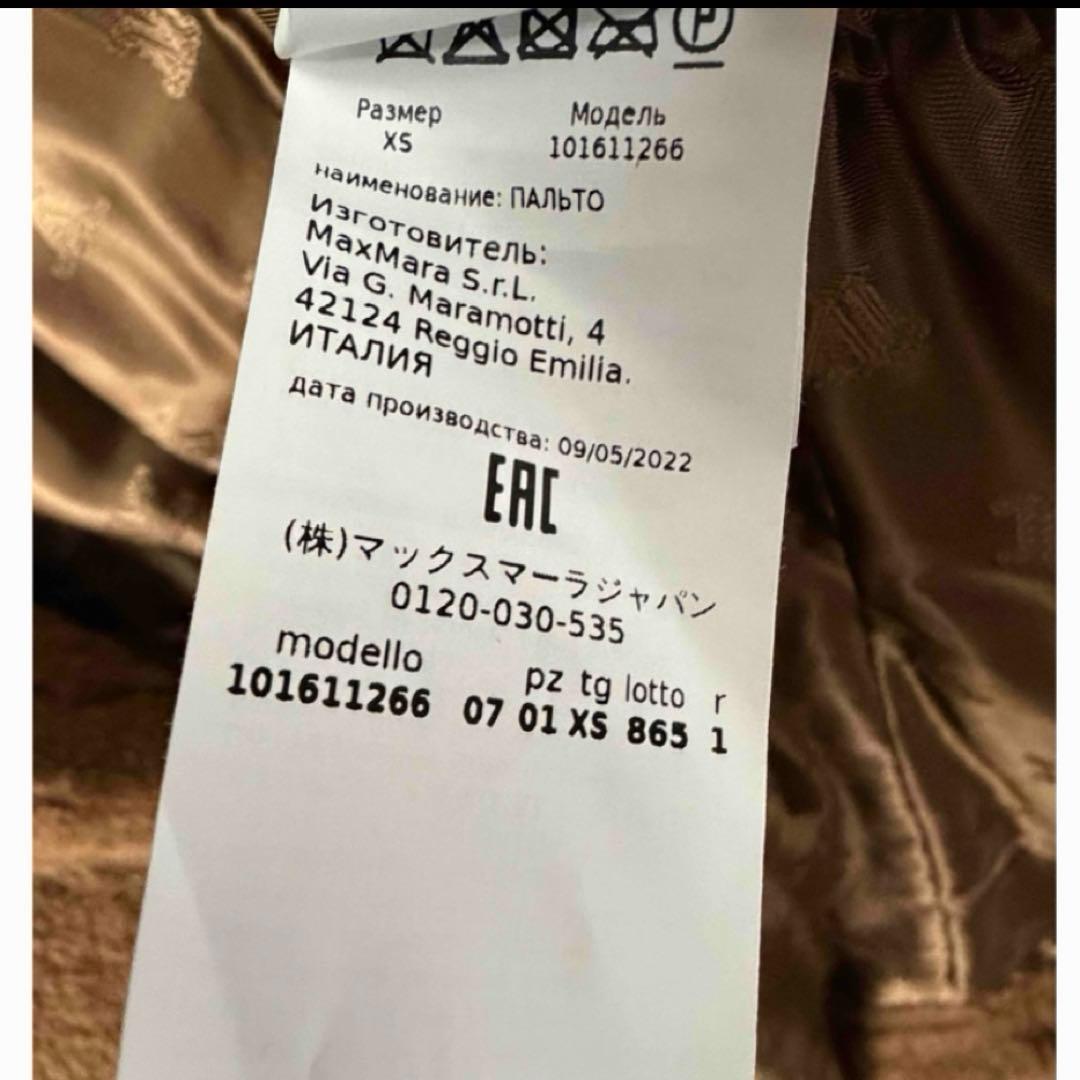 Размер Модель
XS 101611266
наименование: ПАЛЬТО
Изготовитель:
MaxMara S.r.L.
Via G. Maramotti, 4
42124 Reggio Emilia.
ИТАЛИЯ
дата производства: 09/05/2022
EAC
(株)マックスマーラジャパン
0120-030-535
modello pz tg lotto r
101611266 07 01 XS 865 1